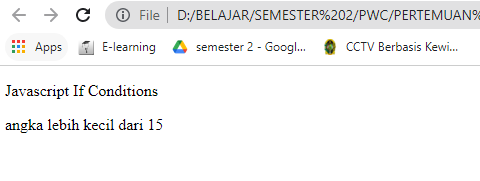 File D:/BELAJAR/SEMESTER%202/PWC/PERTEMUAN%
Apps E-learning semester 2 - Googl... CCTV Berbasis Kewi...
Javascript If Conditions
angka lebih kecil dari 15